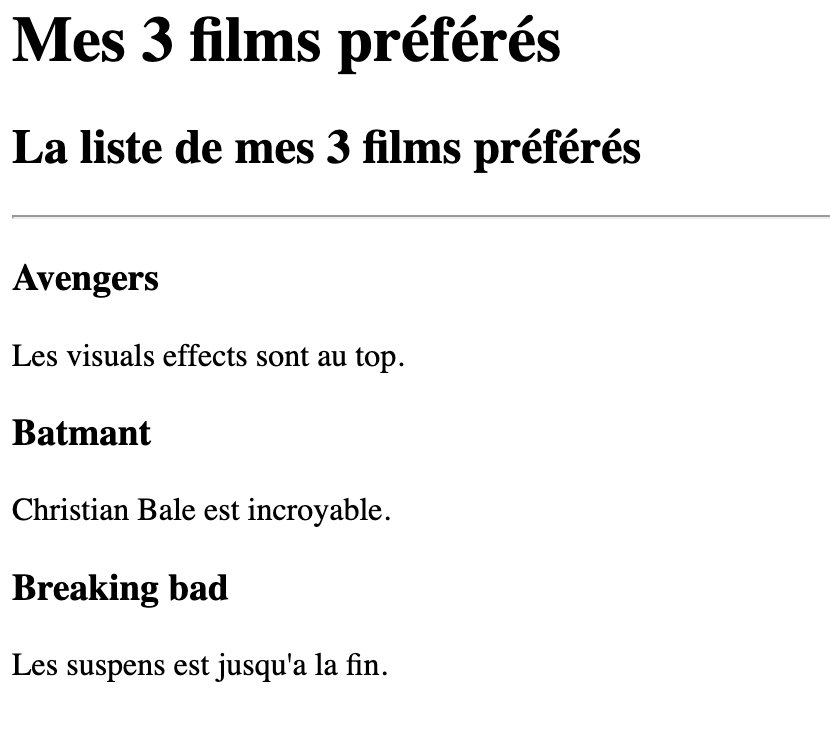 Mes 3 films préférés
La liste de mes 3 films préférés
Avengers
Les visuals effects sont au top.
Batmant
Christian Bale est incroyable.
Breaking bad
Les suspens est jusqu'a la fin.